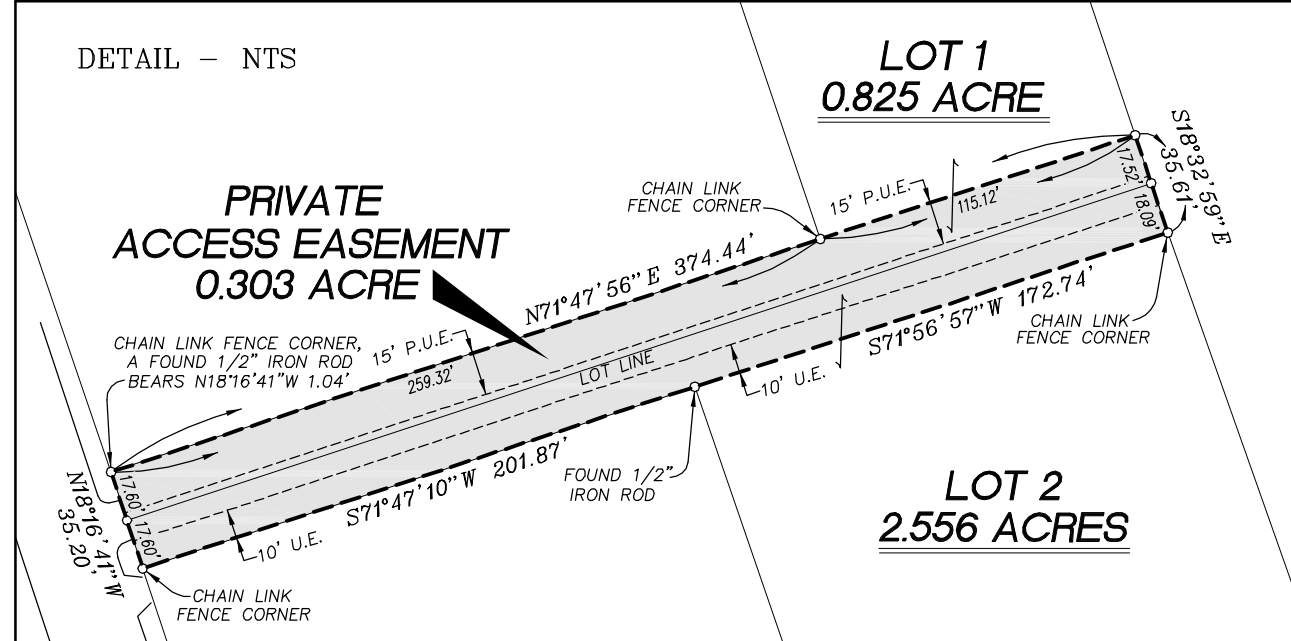 DETAIL – NTS
LOT 1
0.825 ACRE
PRIVATE
ACCESS EASEMENT
0.303 ACRE
CHAIN LINK
FENCE CORNER
15' P.U.E.
115.12'
17.52'
18.09'
S18°32'59"E
35.61'
N71°47'56"E 374.44'
CHAIN LINK FENCE CORNER,
A FOUND 1/2" IRON ROD
BEARS N18°16'41"W 1.04'
15' P.U.E.
259.32'
LOT LINE
S71°56'57"W 172.74'
CHAIN LINK
FENCE CORNER
10' U.E.
17.60'
17.60'
N18°16'41"W
35.20'
S71°47'10"W 201.87'
10' U.E.
FOUND 1/2"
IRON ROD
LOT 2
2.556 ACRES
CHAIN LINK
FENCE CORNER